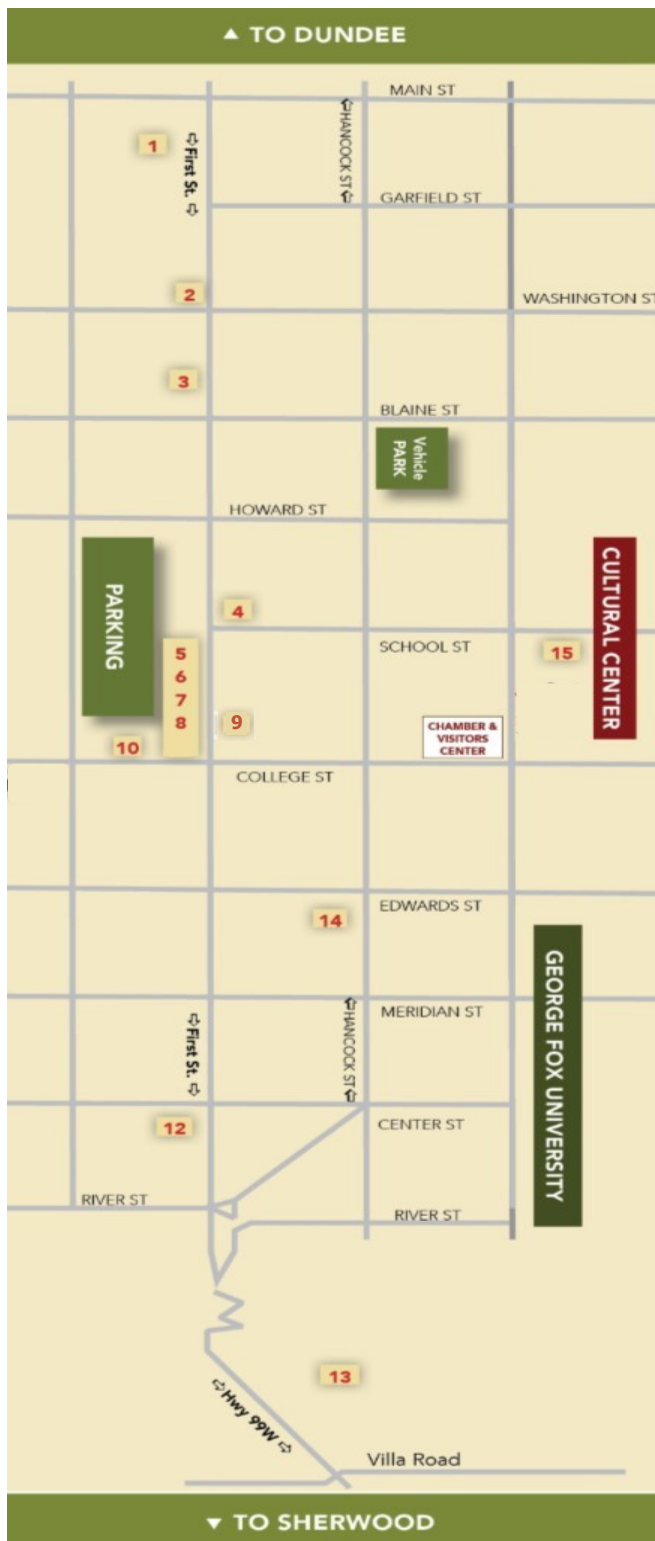 ▲ TO DUNDEE
MAIN ST
HANCOCK ST
1
First St.
GARFIELD ST
2
WASHINGTON ST
3
BLAINE ST
Vehicle
PARK
HOWARD ST
PARKING
CULTURAL CENTER
4
SCHOOL ST
15
5
6
7
8
9
CHAMBER &
VISITORS
CENTER
10
COLLEGE ST
EDWARDS ST
14
GEORGE FOX UNIVERSITY
MERIDIAN ST
First St.
HANCOCK ST
12
CENTER ST
RIVER ST
RIVER ST
13
Hwy 99W
Villa Road
▼ TO SHERWOOD